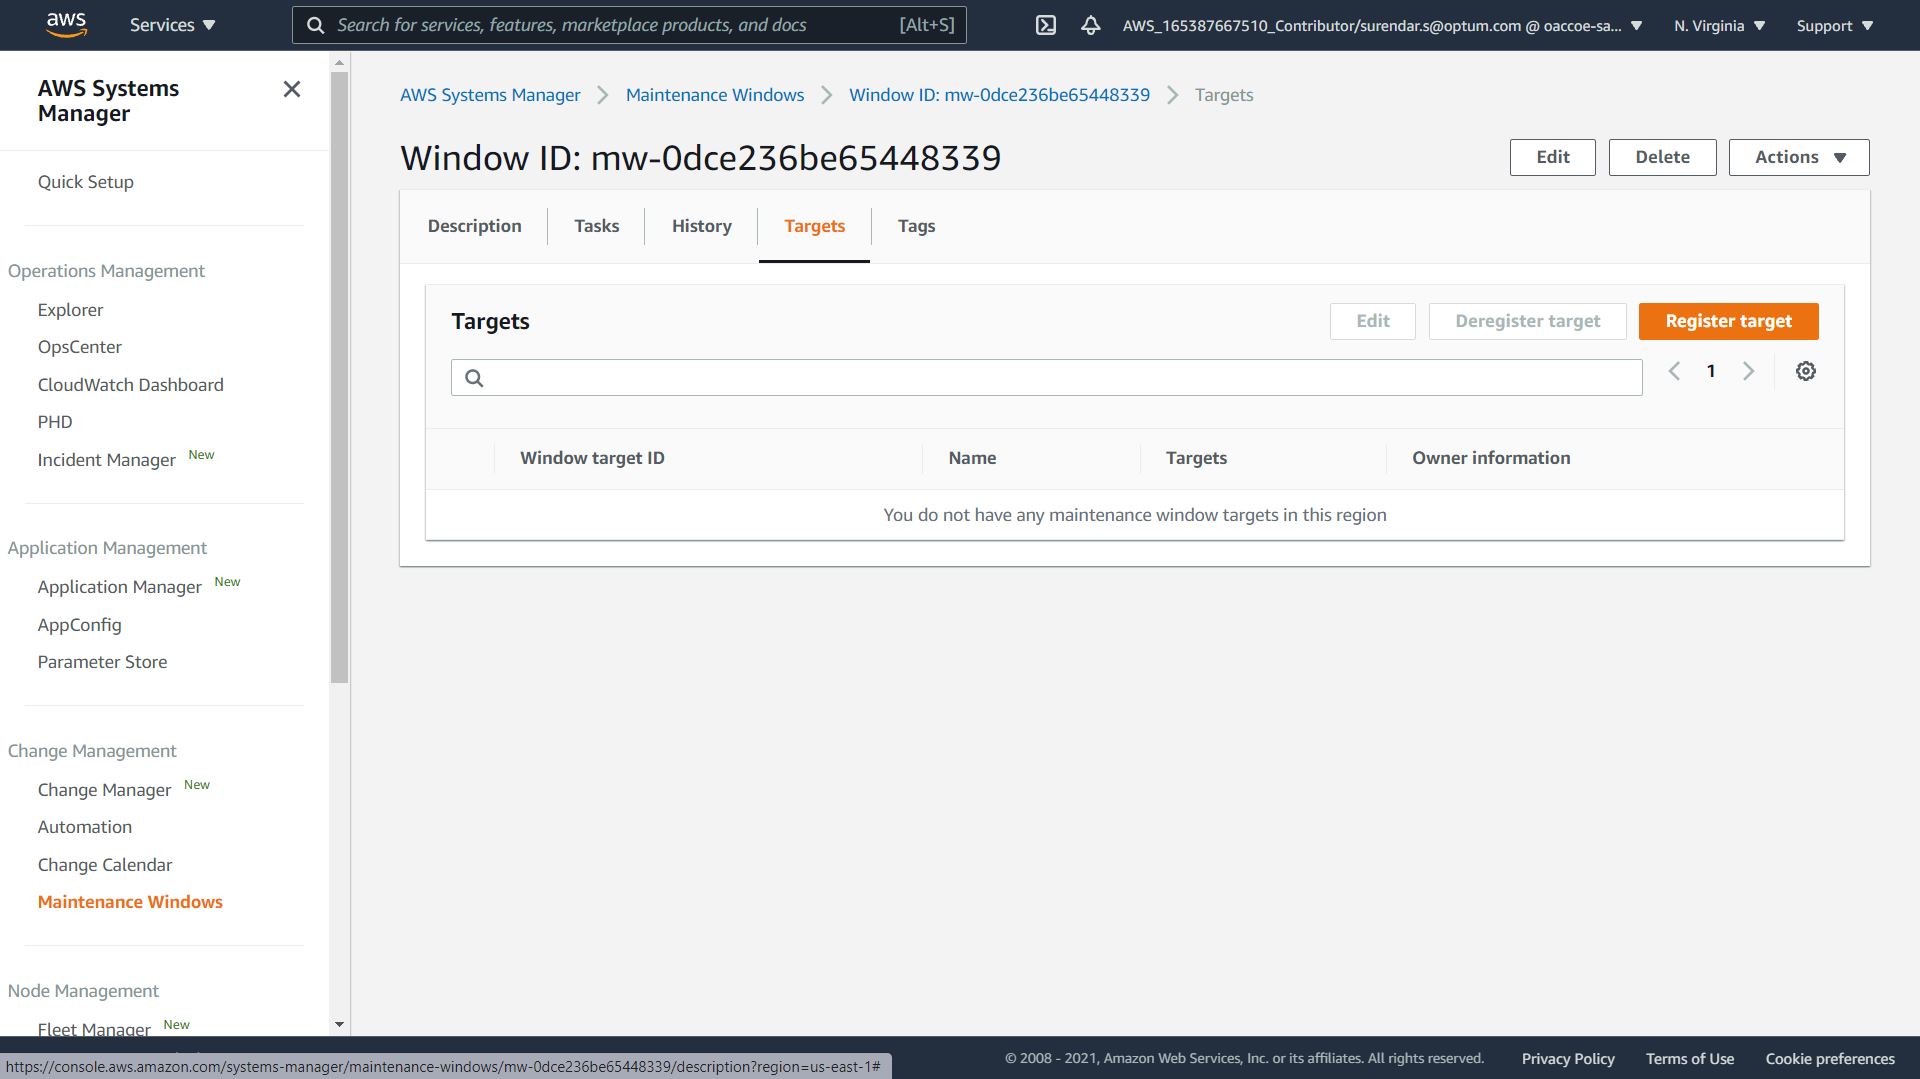 aws
Services
Search for services, features, marketplace products, and docs [Alt+S]
AWS_165387667510_Contributor/surendar.s@optum.com @ oaccoe-sa...
N. Virginia
Support
AWS Systems
Manager
Quick Setup
Operations Management
Explorer
OpsCenter
CloudWatch Dashboard
PHD
Incident Manager New
Application Management
Application Manager New
AppConfig
Parameter Store
Change Management
Change Manager New
Automation
Change Calendar
Maintenance Windows
Node Management
Fleet Manager New
AWS Systems Manager
Maintenance Windows
Window ID: mw-0dce236be65448339
Targets
Window ID: mw-0dce236be65448339
Edit
Delete
Actions
Description
Tasks
History
Targets
Tags
Targets
Edit
Deregister target
Register target
1
Window target ID
Name
Targets
Owner information
You do not have any maintenance window targets in this region
https://console.aws.amazon.com/systems-manager/maintenance-windows/mw-0dce236be65448339/description?region=us-east-1#
© 2008 - 2021, Amazon Web Services, Inc. or its affiliates. All rights reserved.
Privacy Policy
Terms of Use
Cookie preferences